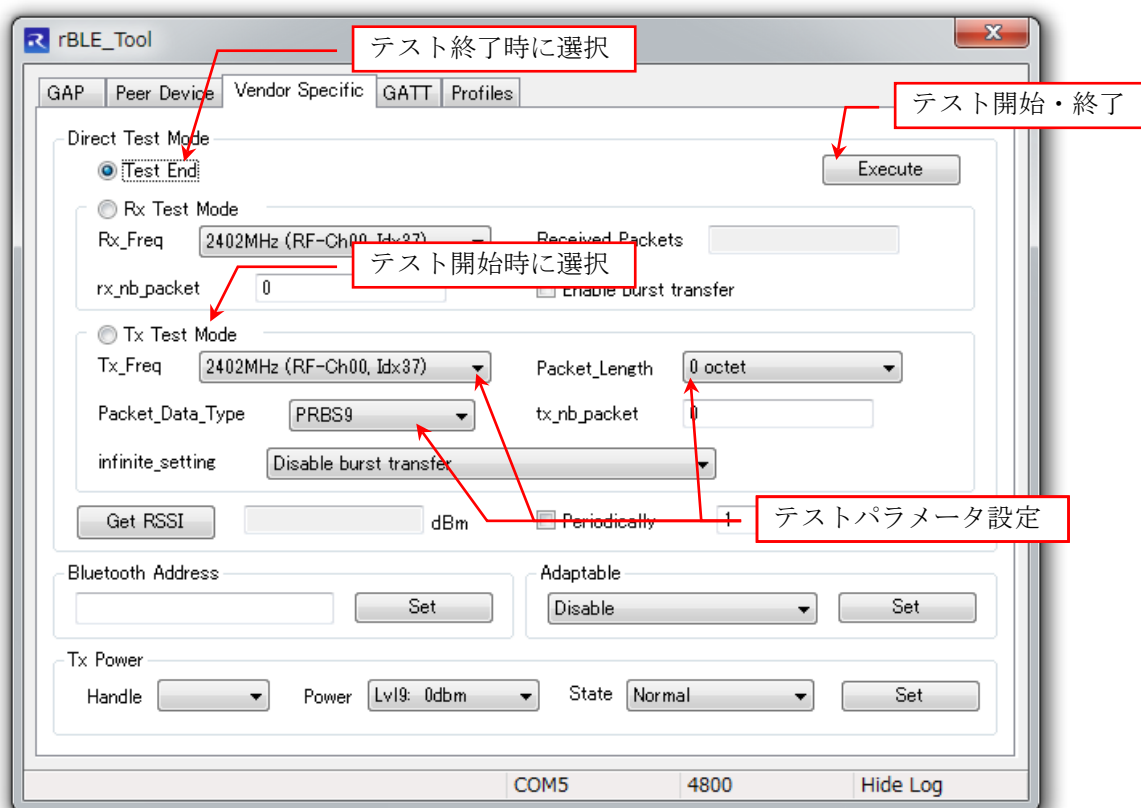 rBLE_Tool
テスト終了時に選択
GAP Peer Device Vendor Specific GATT Profiles
テスト開始・終了
Direct Test Mode
Test End Execute
Rx Test Mode
Rx_Freq 2402MHz (RF-Ch00, Idx37) Received Packets
テスト開始時に選択
rx_nb_packet 0 Enable burst transfer
Tx Test Mode
Tx_Freq 2402MHz (RF-Ch00, Idx37) Packet_Length 0 octet
Packet_Data_Type PRBS9 tx_nb_packet 0
infinite_setting Disable burst transfer
Get RSSI dBm Periodically 1 テストパラメータ設定
Bluetooth Address Adaptable
Set Disable Set
Tx Power
Handle Power Lvl9: 0dbm State Normal Set
COM5 4800 Hide Log